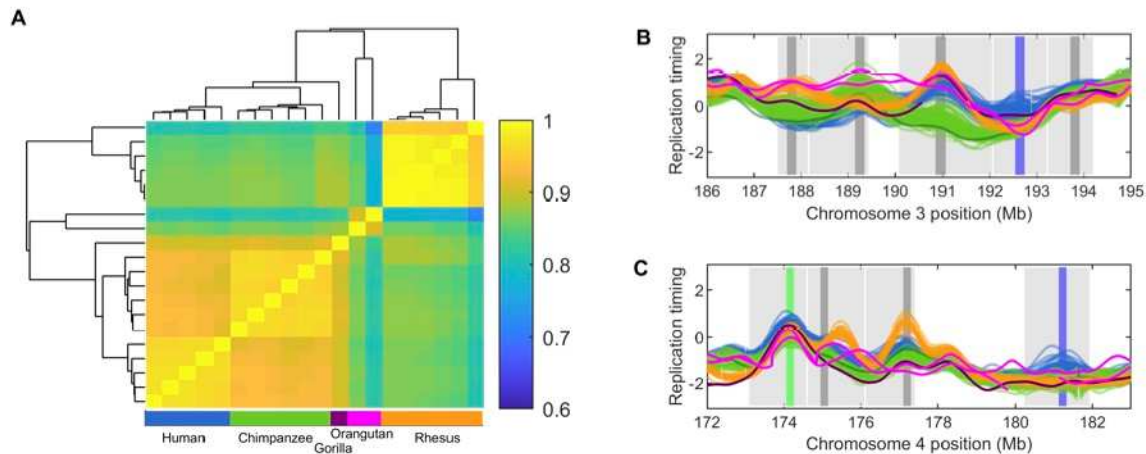 A
1
0.9
0.8
0.7
0.6
Human Chimpanzee Orangutan Rhesus
Gorilla
B
Replication timing
2
0
-2
186 187 188 189 190 191 192 193 194 195
Chromosome 3 position (Mb)
C
Replication timing
2
0
-2
172 174 176 178 180 182
Chromosome 4 position (Mb)